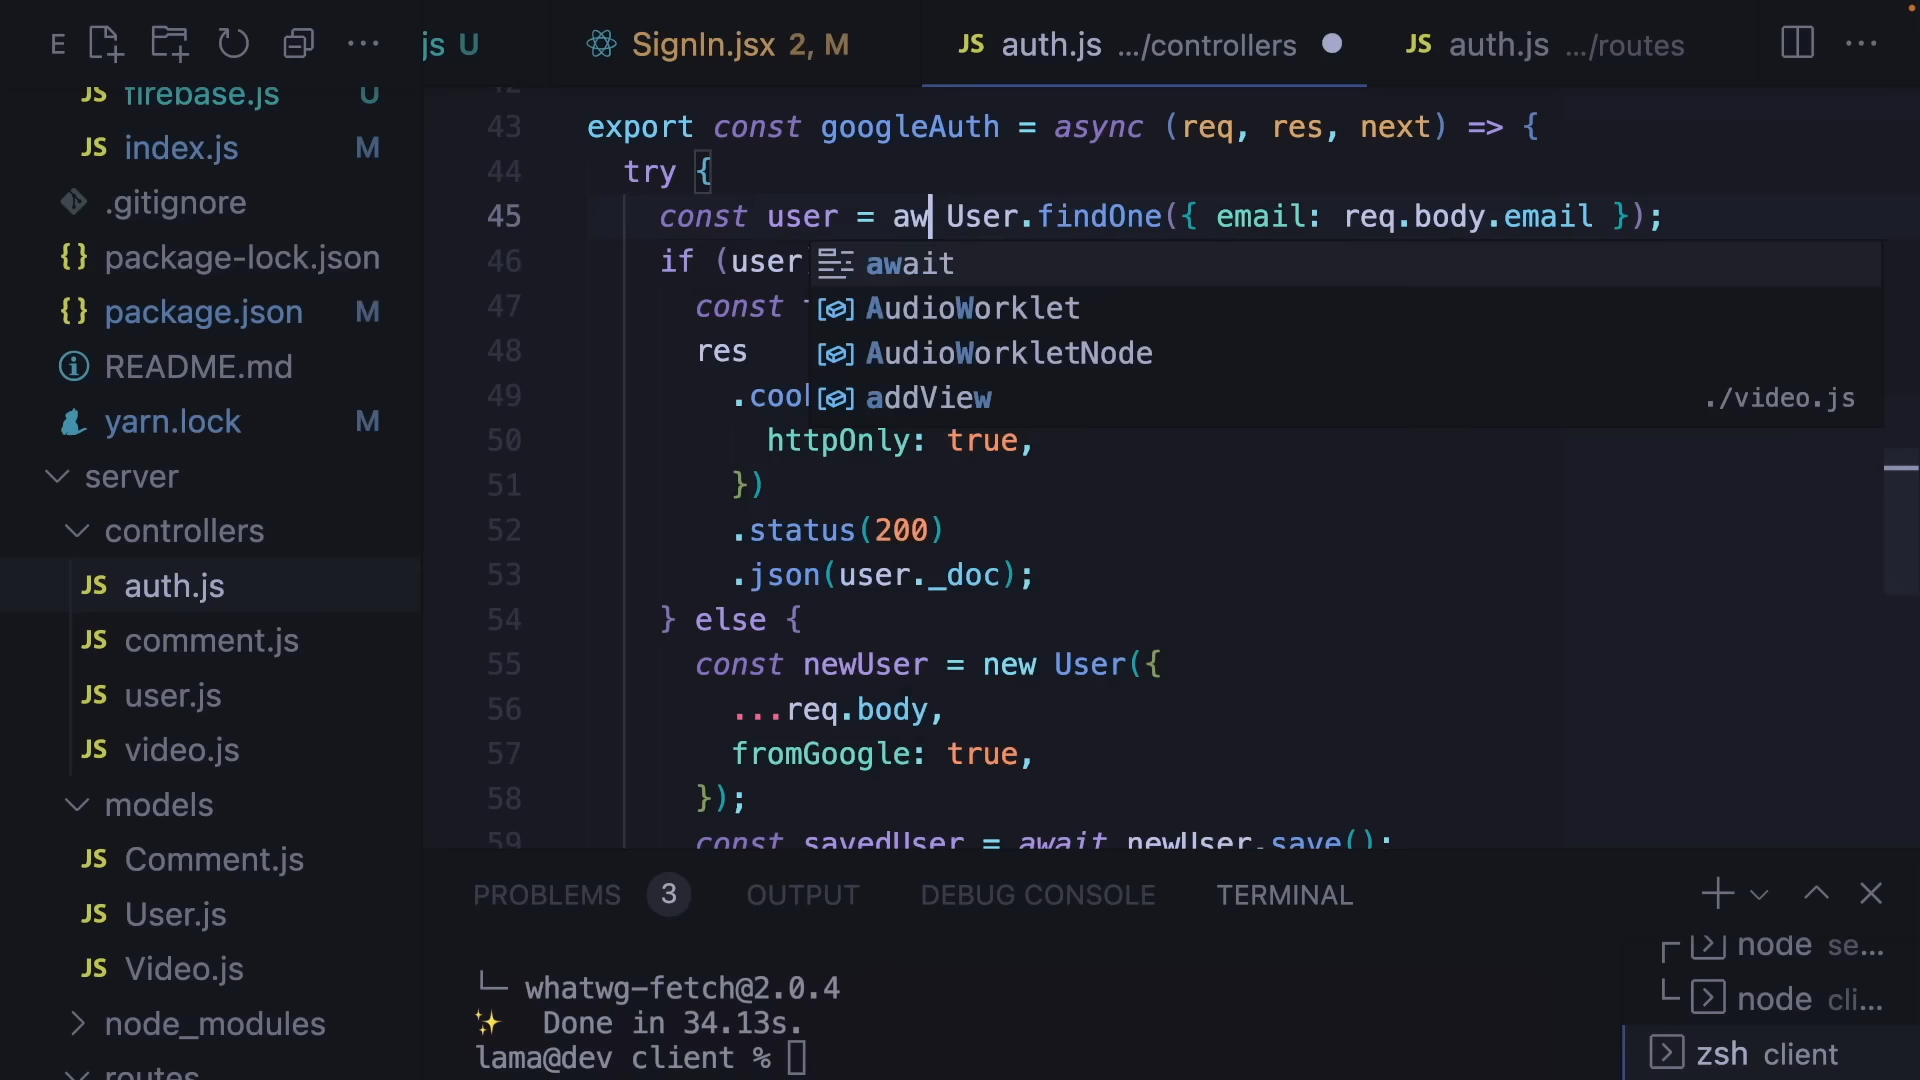 E
js U
SignIn.jsx 2, M
JS auth.js .../controllers
JS auth.js .../routes
JS firebase.js U
JS index.js M
.gitignore
{} package-lock.json
{} package.json M
README.md
yarn.lock M
server
controllers
JS auth.js
JS comment.js
JS user.js
JS video.js
models
JS Comment.js
JS User.js
JS Video.js
node_modules
routes
42
43 export const googleAuth = async (req, res, next) => {
44 try {
45 const user = aw User.findOne({ email: req.body.email });
46 if (user
47 const
48 res
49 .coo
50 httpOnly: true,
51 })
52 .status(200)
53 .json(user._doc);
54 } else {
55 const newUser = new User({
56 ...req.body,
57 fromGoogle: true,
58 });
59 const savedUser = await newUser.save();
await
AudioWorklet
AudioWorkletNode
addView ./video.js
PROBLEMS 3 OUTPUT DEBUG CONSOLE TERMINAL
└─ whatwg-fetch@2.0.4
✨ Done in 34.13s.
lama@dev client %
node se...
node cli...
zsh client